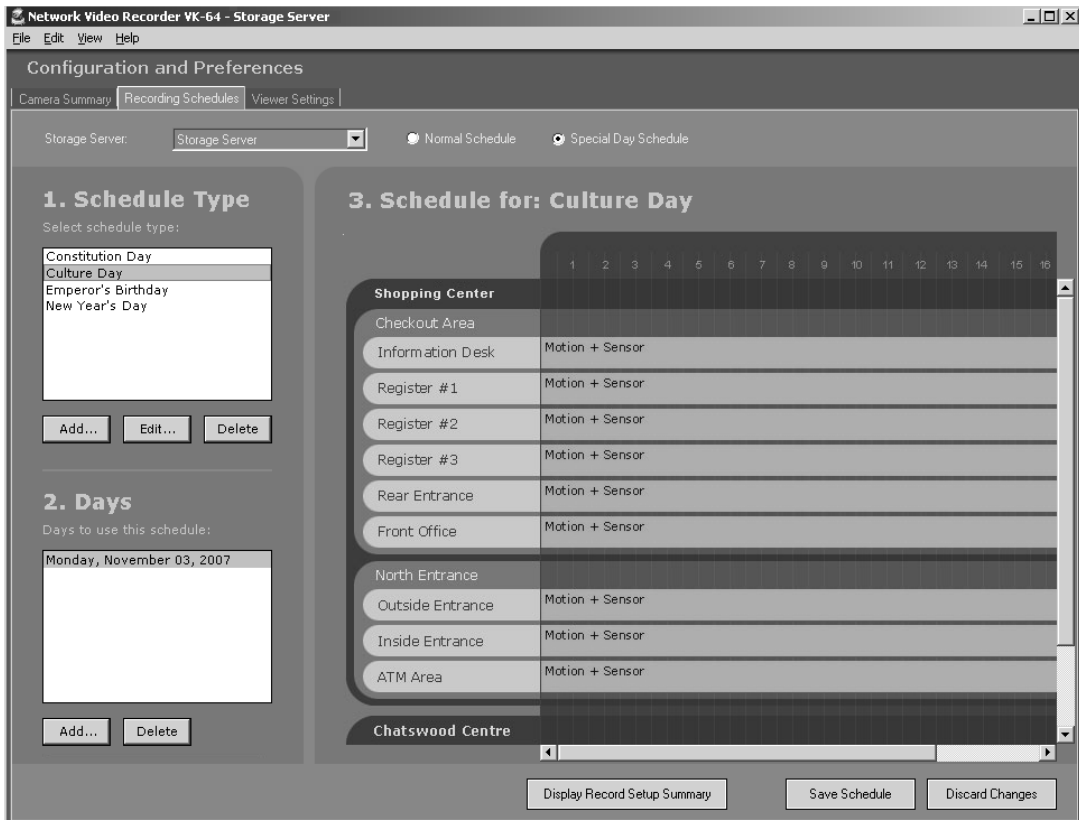 Network Video Recorder VK-64 - Storage Server
File Edit View Help
Configuration and Preferences
Camera Summary Recording Schedules Viewer Settings
Storage Server: Storage Server Normal Schedule Special Day Schedule
1. Schedule Type
Select schedule type:
Constitution Day
Culture Day
Emperor's Birthday
New Year's Day
Add... Edit... Delete
2. Days
Days to use this schedule:
Monday, November 03, 2007
Add... Delete
3. Schedule for: Culture Day
1 2 3 4 5 6 7 8 9 10 11 12 13 14 15 16
Shopping Center
Checkout Area
Information Desk Motion + Sensor
Register #1 Motion + Sensor
Register #2 Motion + Sensor
Register #3 Motion + Sensor
Rear Entrance Motion + Sensor
Front Office Motion + Sensor
North Entrance
Outside Entrance Motion + Sensor
Inside Entrance Motion + Sensor
ATM Area Motion + Sensor
Chatswood Centre
Display Record Setup Summary Save Schedule Discard Changes